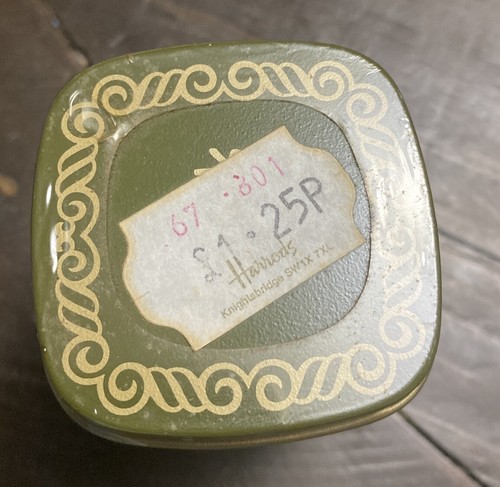 67 · 801
£1 · 25P
Harrods
Knightsbridge SW1X 7XL